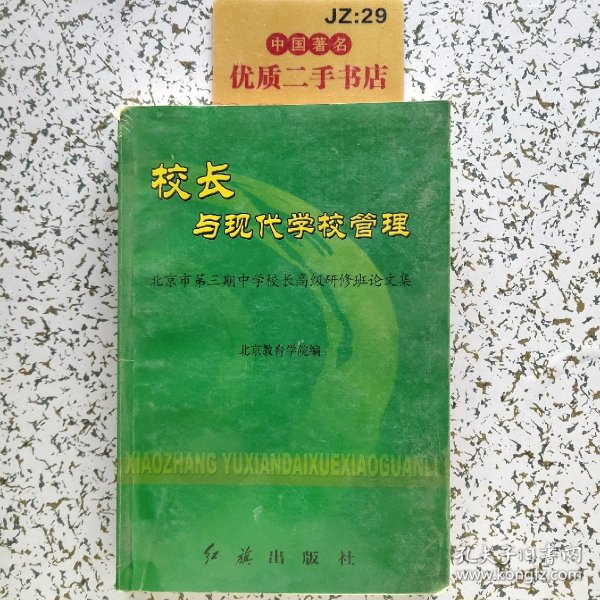 JZ:29
中国著名
优质二手书店
校长
与现代学校管理
北京市第三期中学校长高级研修班论文集
北京教育学院编
XIAOZHANG YUXIANDAIXUEXIAOGUANLI
红旗出版社
孔夫子旧书网
www.kongfz.com